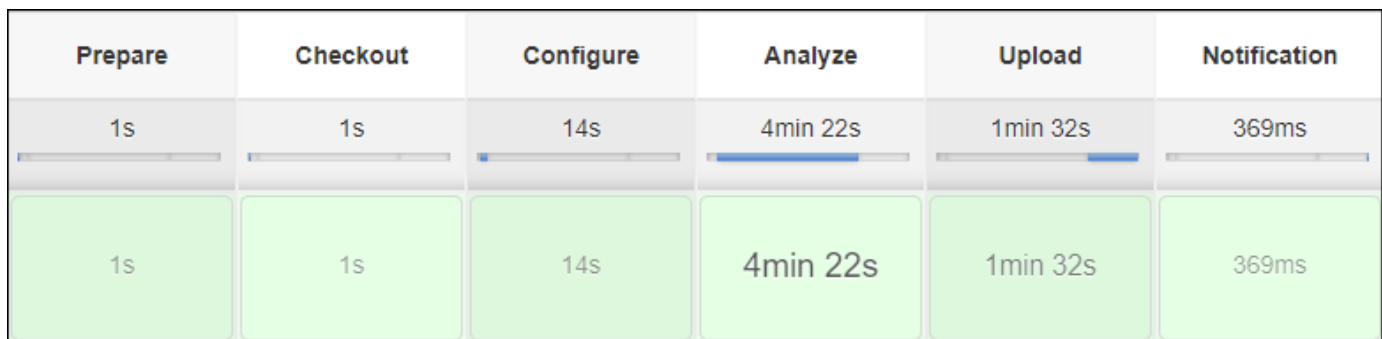 Prepare Checkout Configure Analyze Upload Notification
1s 1s 14s 4min 22s 1min 32s 369ms
1s 1s 14s 4min 22s 1min 32s 369ms